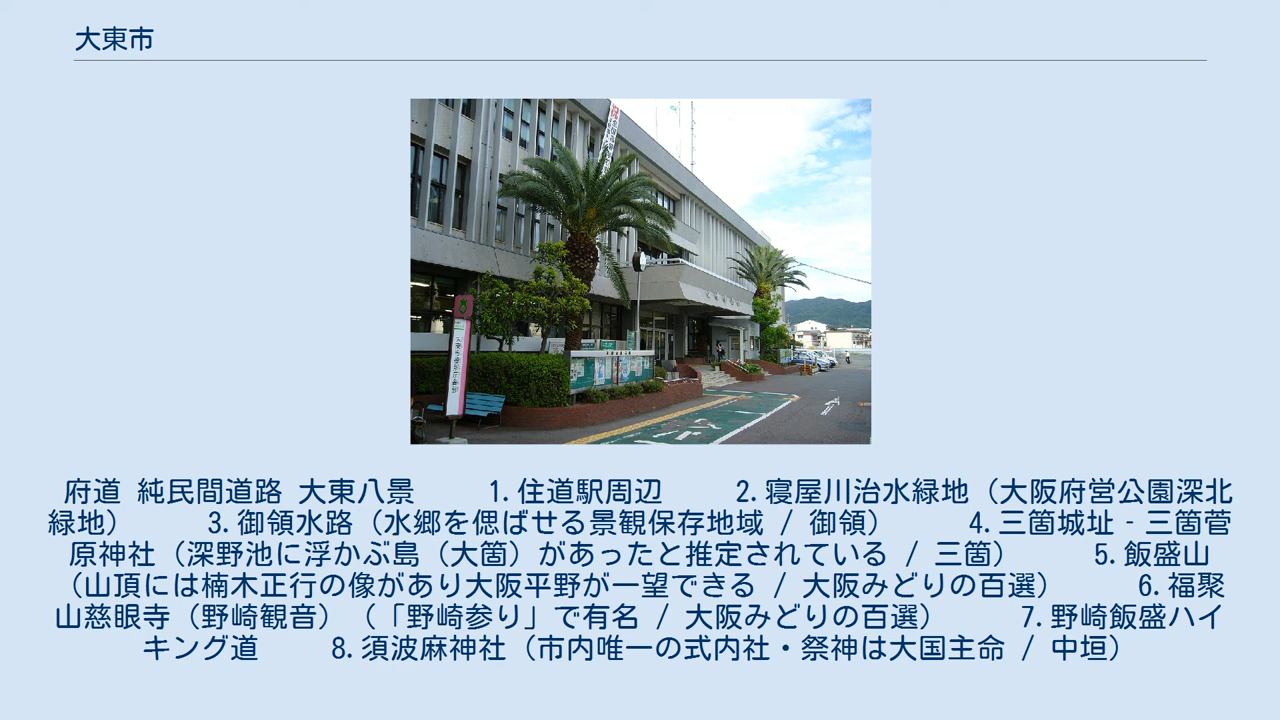 大東市
府道 純民間道路 大東八景 1. 住道駅周辺 2. 寝屋川治水緑地（大阪府営公園深北
緑地） 3. 御領水路（水郷を偲ばせる景観保存地域 / 御領） 4. 三箇城址 - 三箇菅
原神社（深野池に浮かぶ島（大箇）があったと推定されている / 三箇） 5. 飯盛山
（山頂には楠木正行の像があり大阪平野が一望できる / 大阪みどりの百選） 6. 福聚
山慈眼寺（野崎観音）（「野崎参り」で有名 / 大阪みどりの百選） 7. 野崎飯盛ハイ
キング道 8. 須波麻神社（市内唯一の式内社・祭神は大国主命 / 中垣）